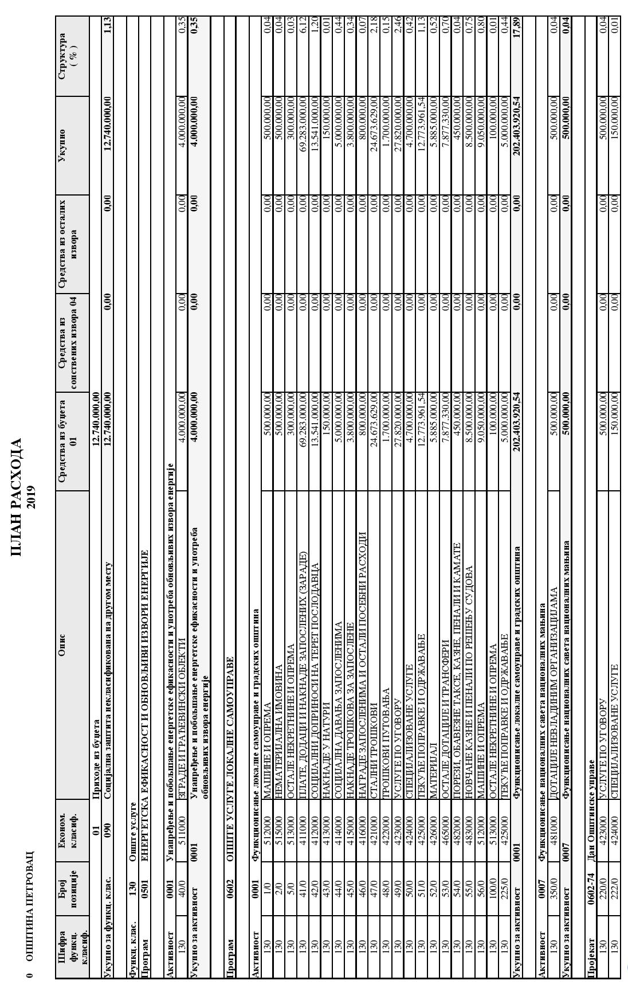 0 ОПШТИНА ПЕТРОВАЦ
ПЛАН РАСХОДА
2019
Шифра функц. класиф. Број позиције Економ. класиф. Опис Средства из буџета 01 Средства из сопствених извора 04 Средства из осталих извора Укупно Структура ( % )
01 Приходе из буџета 12.740.000,00
Укупно за функц. клас. 090 Социјална заштита некласификована на другом месту 12.740.000,00 0,00 0,00 12.740.000,00 1,13
Функц. клас. 130 Опште услуге
Програм 0501 ЕНЕРГЕТСКА ЕФИКАСНОСТ И ОБНОВЉИВИ ИЗВОРИ ЕНЕРГИЈЕ
Активност 0001 Унапређење и побољшање енергетске ефикасности и употреба обновљивих извора енергије
130 40/0 511000 ЗГРАДЕ И ГРАЂЕВИНСКИ ОБЈЕКТИ 4.000.000,00 0,00 0,00 4.000.000,00 0,35
Укупно за активност 0001 Унапређење и побољшање енергетске ефикасности и употреба 4.000.000,00 0,00 0,00 4.000.000,00 0,35
обновљивих извора енергије
Програм 0602 ОПШТЕ УСЛУГЕ ЛОКАЛНЕ САМОУПРАВЕ
Активност 0001 Функционисање локалне самоуправе и градских општина
130 1/0 512000 МАШИНЕ И ОПРЕМА 500.000,00 0,00 0,00 500.000,00 0,04
130 2/0 515000 НЕМАТЕРИЈАЛНА ИМОВИНА 500.000,00 0,00 0,00 500.000,00 0,04
130 5/0 513000 ОСТАЛЕ НЕКРЕТНИНЕ И ОПРЕМА 300.000,00 0,00 0,00 300.000,00 0,03
130 41/0 411000 ПЛАТЕ, ДОДАЦИ И НАКНАДЕ ЗАПОСЛЕНИХ (ЗАРАДЕ) 69.283.000,00 0,00 0,00 69.283.000,00 6,12
130 42/0 412000 СОЦИЈАЛНИ ДОПРИНОСИ НА ТЕРЕТ ПОСЛОДАВЦА 13.541.000,00 0,00 0,00 13.541.000,00 1,20
130 43/0 413000 НАКНАДЕ У НАТУРИ 150.000,00 0,00 0,00 150.000,00 0,01
130 44/0 414000 СОЦИЈАЛНА ДАВАЊА ЗАПОСЛЕНИМА 5.000.000,00 0,00 0,00 5.000.000,00 0,44
130 45/0 415000 НАКНАДЕ ТРОШКОВА ЗА ЗАПОСЛЕНЕ 3.800.000,00 0,00 0,00 3.800.000,00 0,34
130 46/0 416000 НАГРАДЕ ЗАПОСЛЕНИМА И ОСТАЛИ ПОСЕБНИ РАСХОДИ 800.000,00 0,00 0,00 800.000,00 0,07
130 47/0 421000 СТАЛНИ ТРОШКОВИ 24.673.629,00 0,00 0,00 24.673.629,00 2,18
130 48/0 422000 ТРОШКОВИ ПУТОВАЊА 1.700.000,00 0,00 0,00 1.700.000,00 0,15
130 49/0 423000 УСЛУГЕ ПО УГОВОРУ 27.820.000,00 0,00 0,00 27.820.000,00 2,46
130 50/0 424000 СПЕЦИЈАЛИЗОВАНЕ УСЛУГЕ 4.700.000,00 0,00 0,00 4.700.000,00 0,42
130 51/0 425000 ТЕКУЋЕ ПОПРАВКЕ И ОДРЖАВАЊЕ 12.773.961,54 0,00 0,00 12.773.961,54 1,13
130 52/0 426000 МАТЕРИЈАЛ 5.885.000,00 0,00 0,00 5.885.000,00 0,52
130 53/0 465000 ОСТАЛЕ ДОТАЦИЈЕ И ТРАНСФЕРИ 7.877.330,00 0,00 0,00 7.877.330,00 0,70
130 54/0 482000 ПОРЕЗИ, ОБАВЕЗНЕ ТАКСЕ, КАЗНЕ, ПЕНАЛИ И КАМАТЕ 450.000,00 0,00 0,00 450.000,00 0,04
130 55/0 483000 НОВЧАНЕ КАЗНЕ И ПЕНАЛИ ПО РЕШЕЊУ СУДОВА 8.500.000,00 0,00 0,00 8.500.000,00 0,75
130 56/0 512000 МАШИНЕ И ОПРЕМА 9.050.000,00 0,00 0,00 9.050.000,00 0,80
130 100/0 513000 ОСТАЛЕ НЕКРЕТНИНЕ И ОПРЕМА 100.000,00 0,00 0,00 100.000,00 0,01
130 225/0 425000 ТЕКУЋЕ ПОПРАВКЕ И ОДРЖАВАЊЕ 5.000.000,00 0,00 0,00 5.000.000,00 0,44
Укупно за активност 0001 Функционисање локалне самоуправе и градских општина 202.403.920,54 0,00 0,00 202.403.920,54 17,89
Активност 0007 Функционисање националних савета националних мањина
130 350/0 481000 ДОТАЦИЈЕ НЕВЛАДИНИМ ОРГАНИЗАЦИЈАМА 500.000,00 0,00 0,00 500.000,00 0,04
Укупно за активност 0007 Функционисање националних савета националних мањина 500.000,00 0,00 0,00 500.000,00 0,04
Пројекат 0602-74 Дан Општинске управе
130 220/0 423000 УСЛУГЕ ПО УГОВОРУ 500.000,00 0,00 0,00 500.000,00 0,04
130 222/0 424000 СПЕЦИЈАЛИЗОВАНЕ УСЛУГЕ 150.000,00 0,00 0,00 150.000,00 0,01